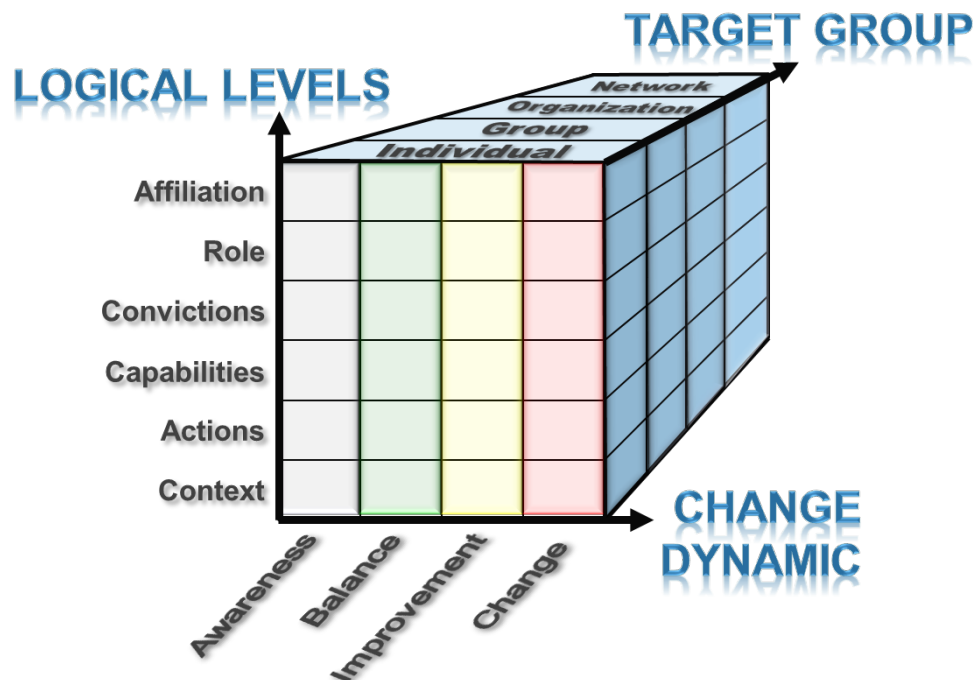 TARGET GROUP
LOGICAL LEVELS
Network
Organization
Group
Individual
Affiliation
Role
Convictions
Capabilities
Actions
Context
CHANGE
DYNAMIC
Awareness
Balance
Improvement
Change